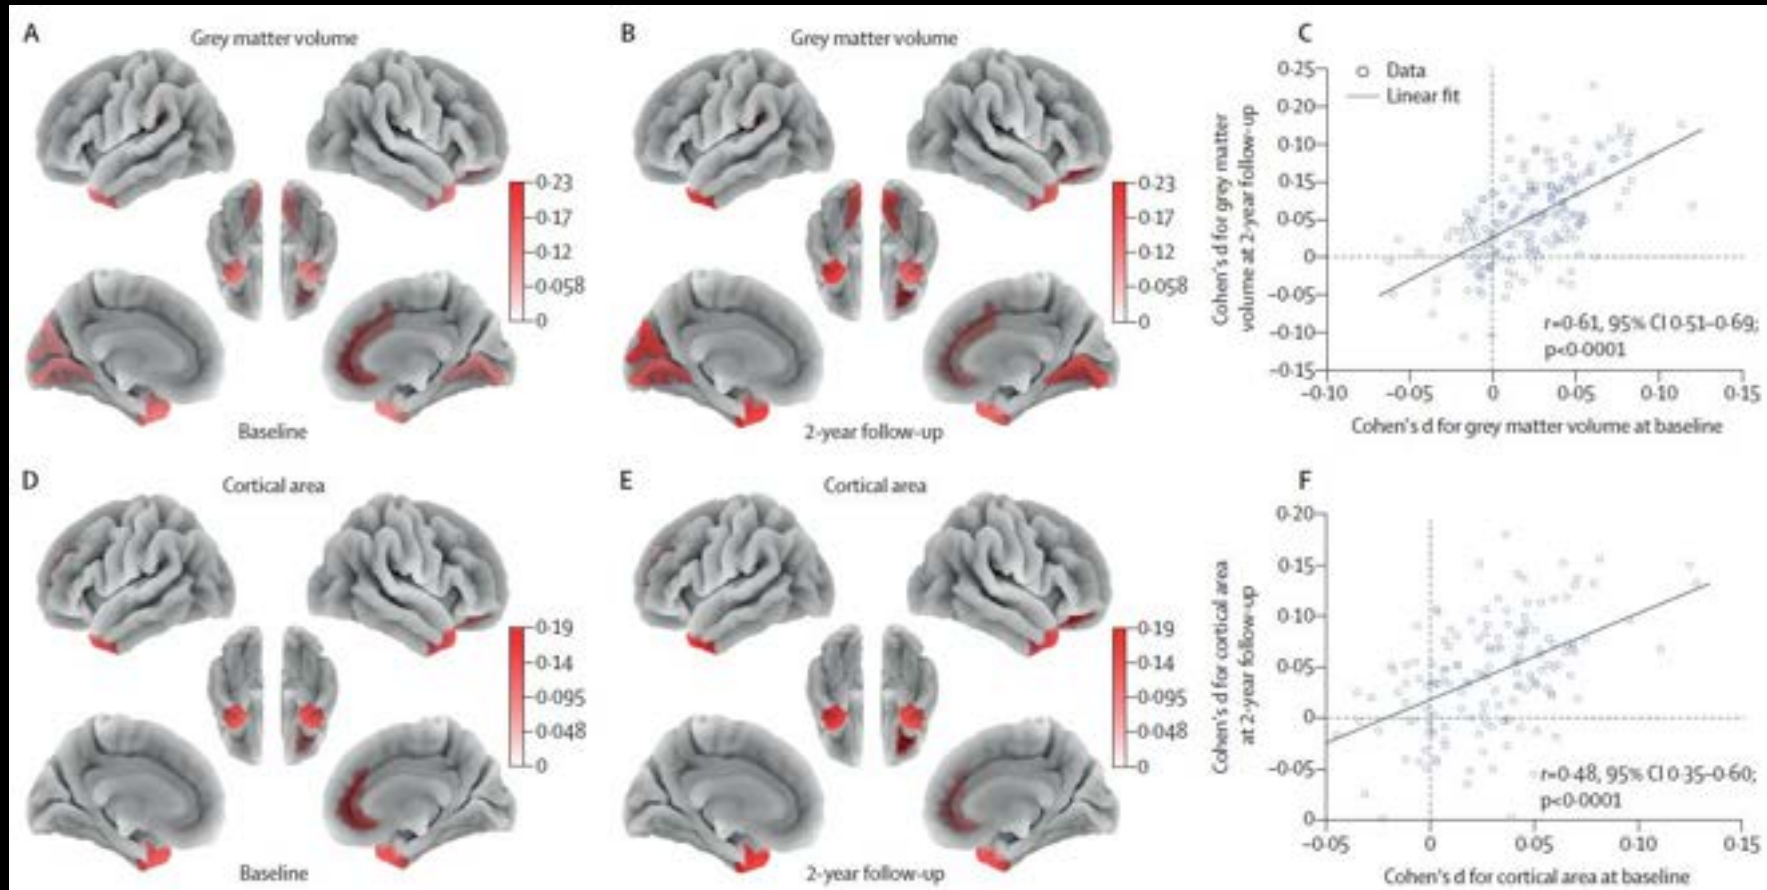 A
Grey matter volume
0·23
0·17
0·12
0·058
0
Baseline
B
Grey matter volume
0·23
0·17
0·12
0·058
0
2-year follow-up
C
Cohen's d for grey matter
volume at 2-year follow-up
0·25
0·20
0·10
0·15
0·05
0
−0·05
−0·10
−0·15
Data
Linear fit
r=0·61, 95% CI 0·51–0·69;
p<0·0001
−0·10 −0·05 0 0·05 0·10 0·15
Cohen's d for grey matter volume at baseline
D
Cortical area
0·19
0·14
0·095
0·048
0
Baseline
E
Cortical area
0·19
0·14
0·095
0·048
0
2-year follow-up
F
Cohen's d for cortical area
at 2-year follow-up
0·20
0·15
0·10
0·05
0
−0·05
0
r=0·48, 95% CI 0·35–0·60;
p<0·0001
−0·05 0 0·05 0·10 0·15
Cohen's d for cortical area at baseline